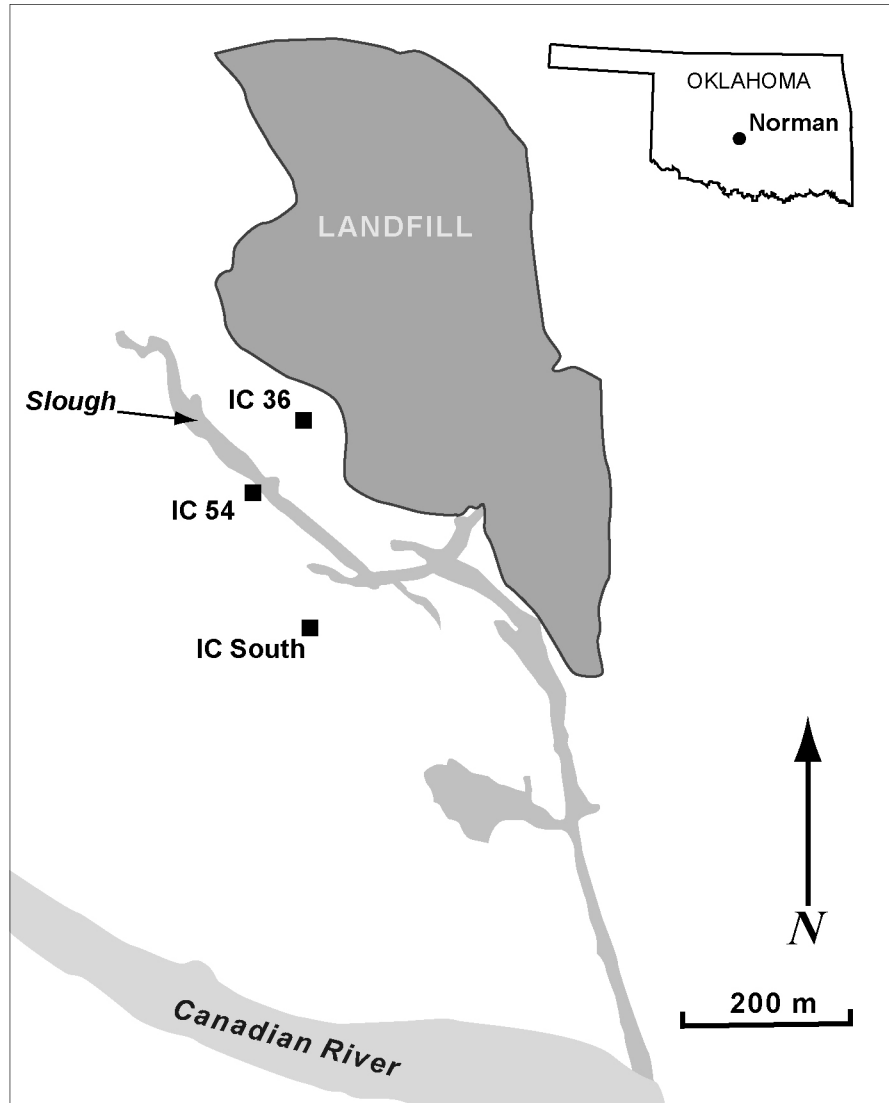 OKLAHOMA
Norman
LANDFILL
Slough
IC 36
IC 54
IC South
N
200 m
Canadian River